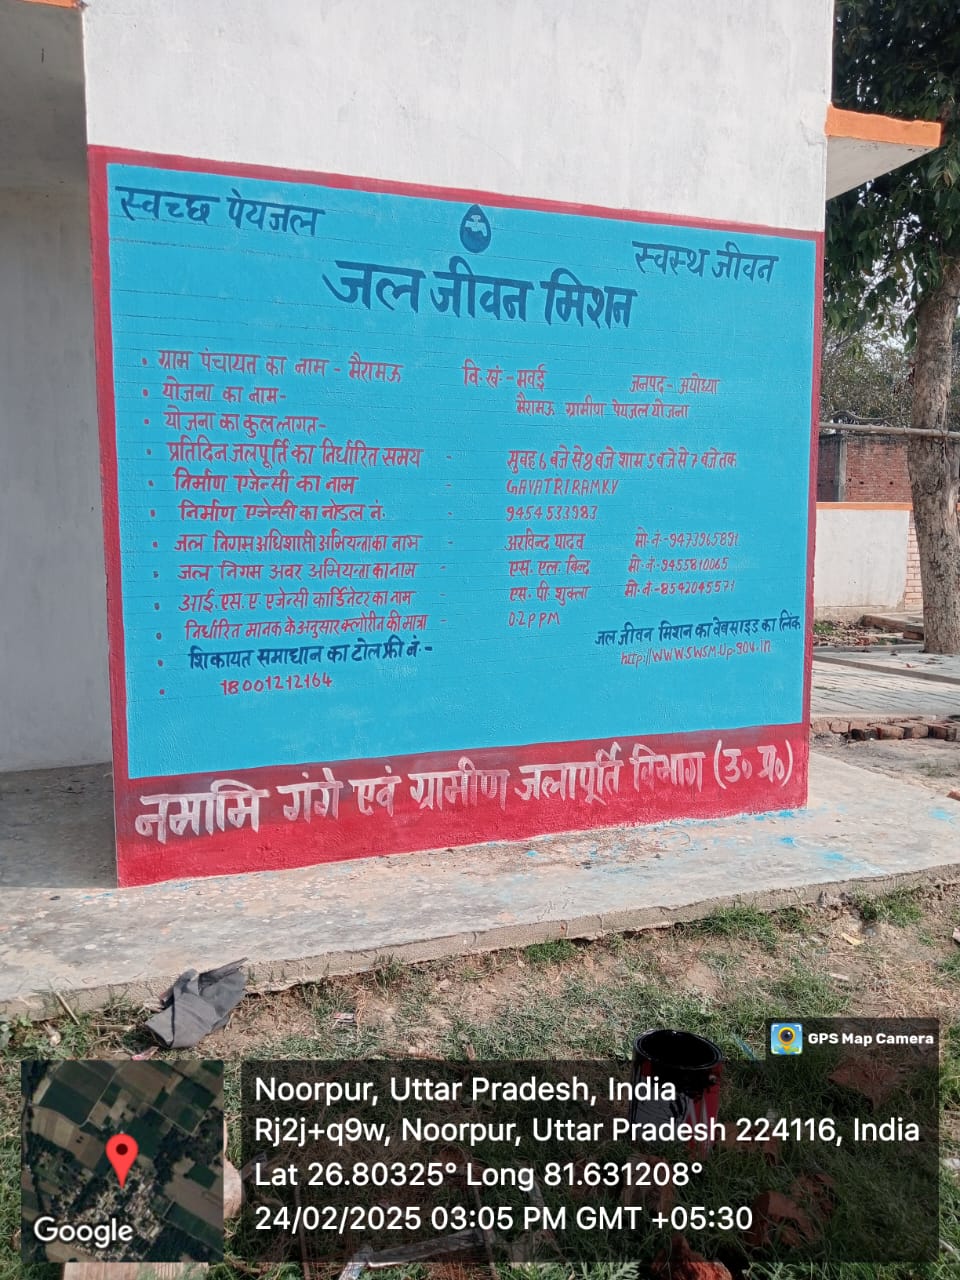 स्वच्छ पेयजल
स्वस्थ जीवन
जल जीवन मिशन
• ग्राम पंचायत का नाम - मैरामऊ वि. खं:- मवई जनपद - अयोध्या
• योजना का नाम- मैरामऊ ग्रामीण पेयजल योजना
• योजना का कुल लागत-
• प्रतिदिन जलपूर्ति का निर्धारित समय - सुबह 6 बजे से 8 बजे शाम 5 बजे से 7 बजे तक
• निर्माण एजेन्सी का नाम - GAYATRI RAMKY
• निर्माण एजेन्सी का नोडल नं. - 9454533983
• जल निगम अधिशासी अभियन्ता का नाम - अरविन्द यादव मो. नं.-9473965891
• जल निगम अवर अभियन्ता का नाम - एस. एल. बिन्द मो. नं.-9455810065
• आई. एस. ए. एजेन्सी कार्डिनेटर का नाम - एस. पी. शुक्ला मो. नं.-8542045571
• निर्धारित मानक के अनुसार क्लोरीन की मात्रा - 0.2 PPM
• शिकायत समाधान का टोल फ्री नं.-
• 18001212164
जल जीवन मिशन का वेबसाइड का लिंक
http://www.swsm.up.gov.in
नमामि गंगे एवं ग्रामीण जलापूर्ति विभाग (उ० प्र०)
GPS Map Camera
Noorpur, Uttar Pradesh, India
Rj2j+q9w, Noorpur, Uttar Pradesh 224116, India
Lat 26.80325° Long 81.631208°
24/02/2025 03:05 PM GMT +05:30
Google